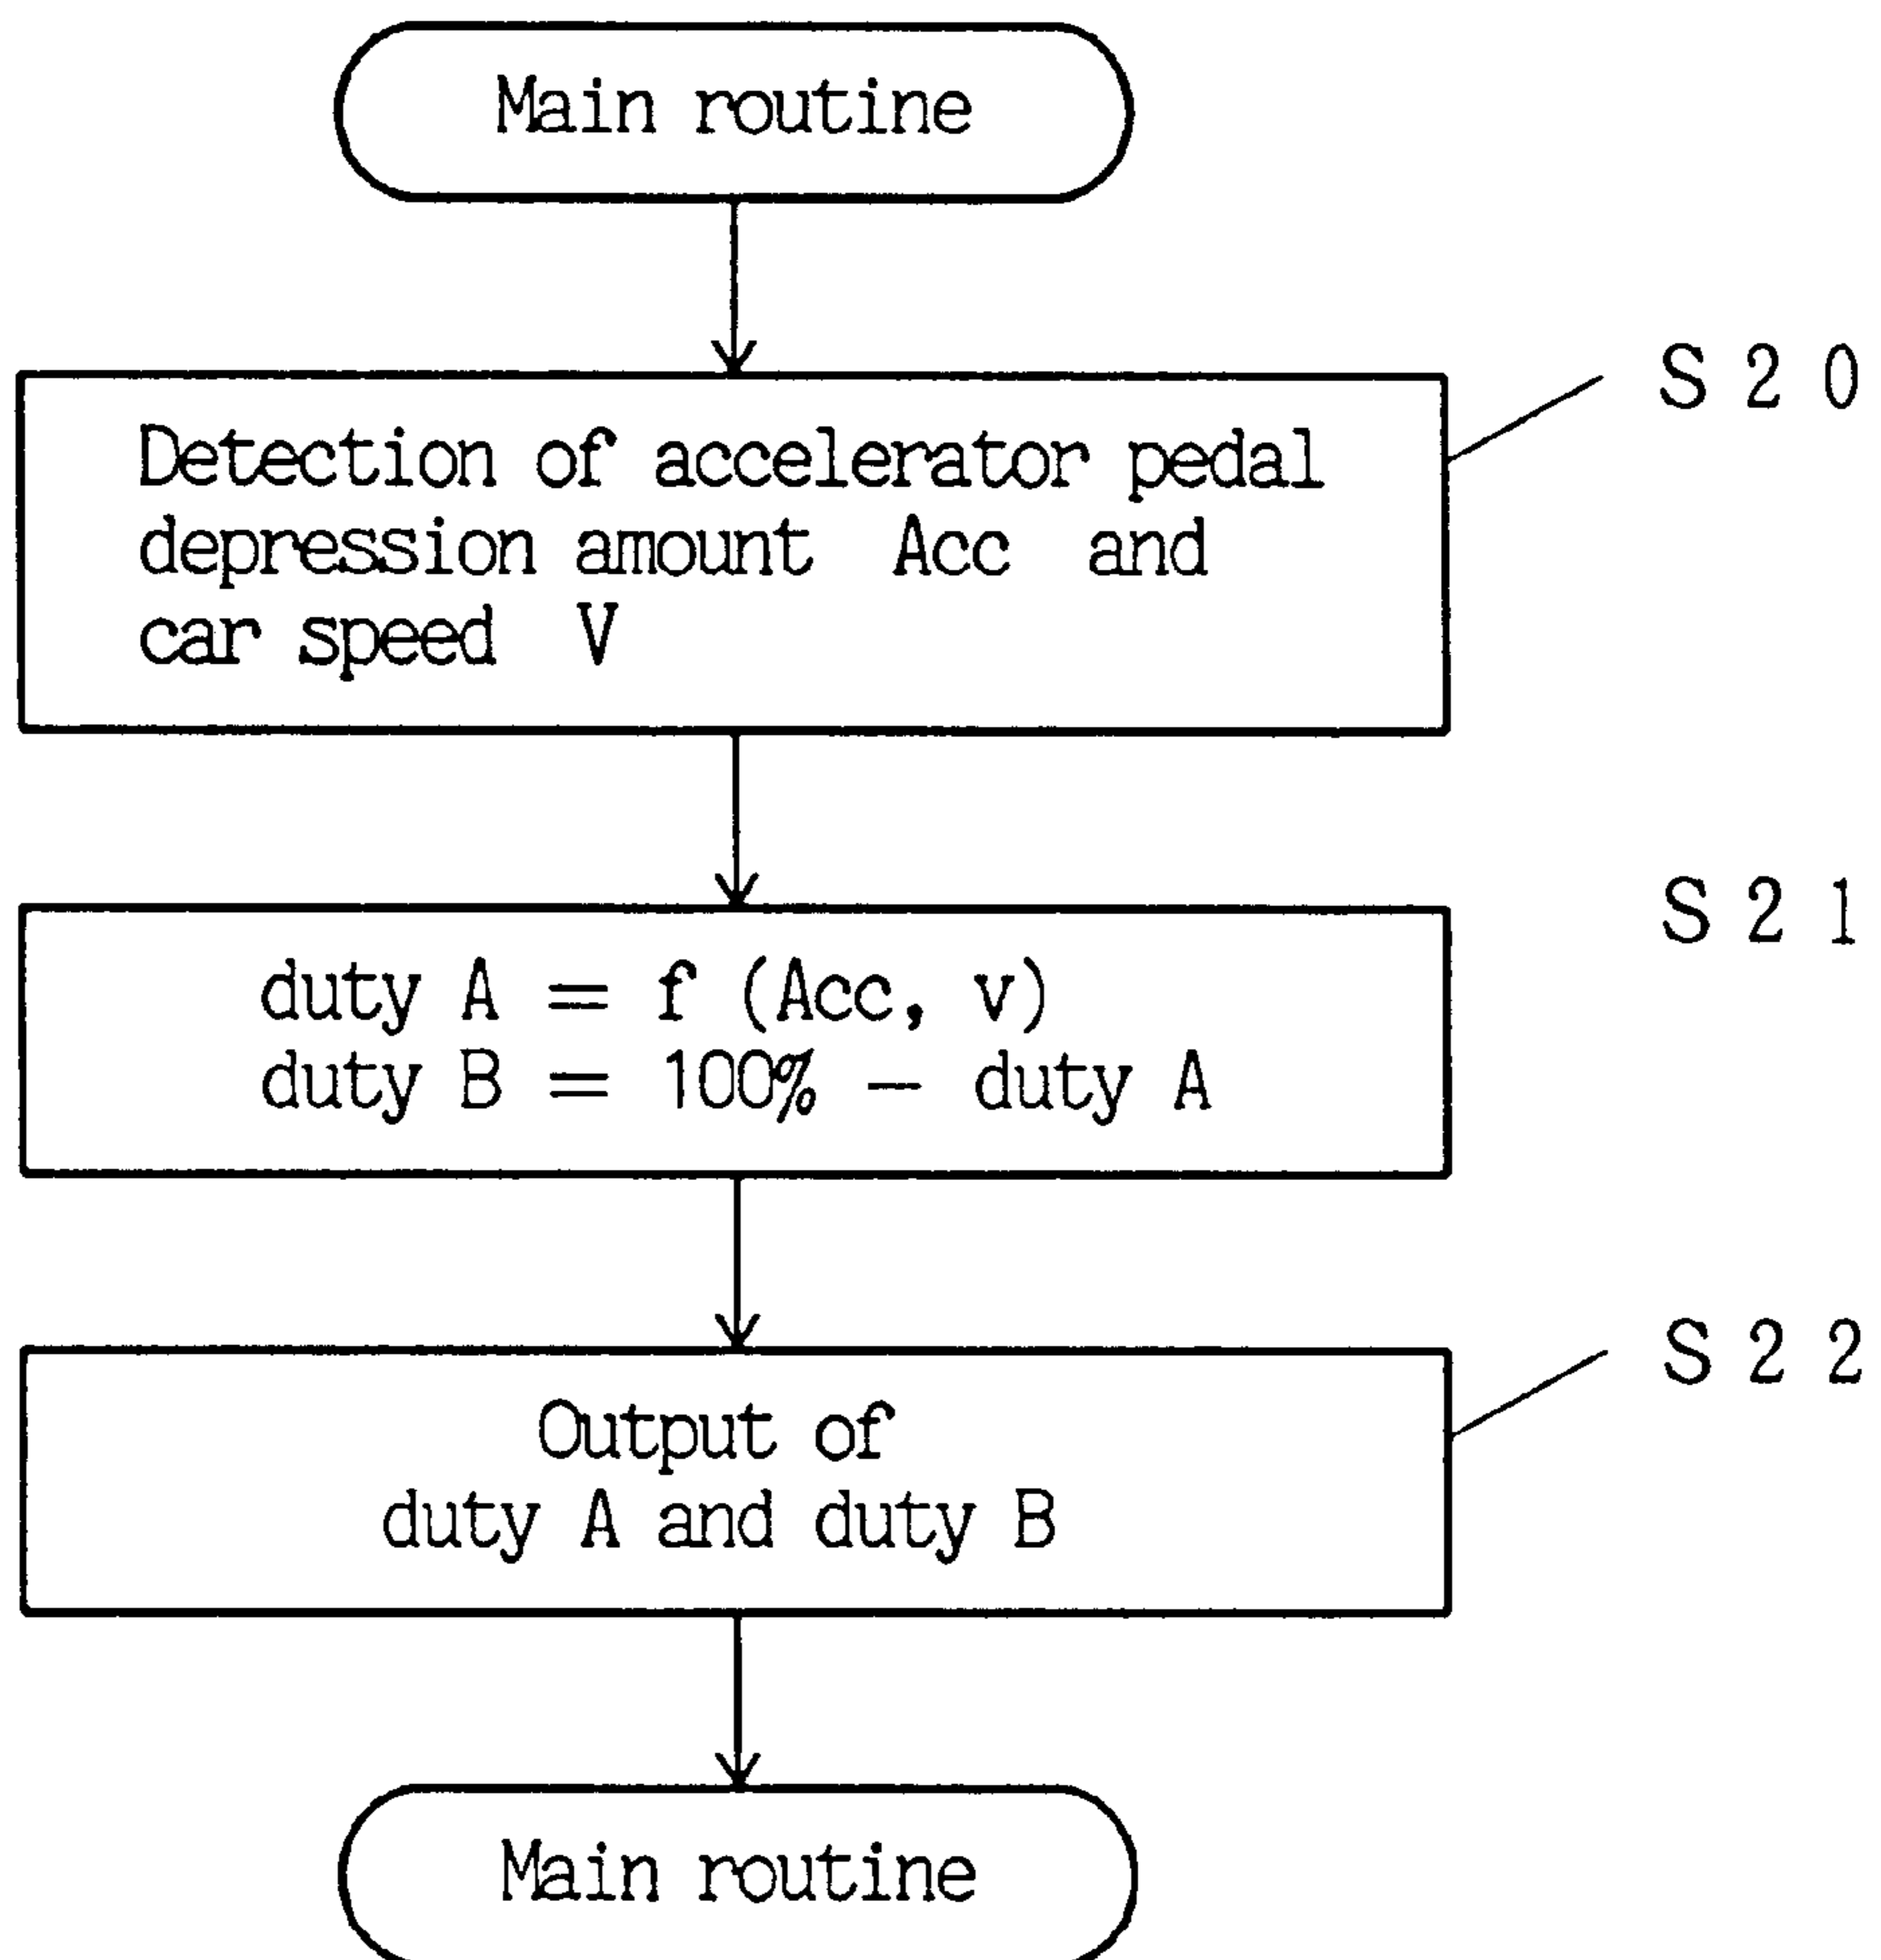 Main routine
S 2 0
Detection of accelerator pedal
depression amount Acc and
car speed V
S 2 1
duty A = f (Acc, v)
duty B = 100% − duty A
S 2 2
Output of
duty A and duty B
Main routine